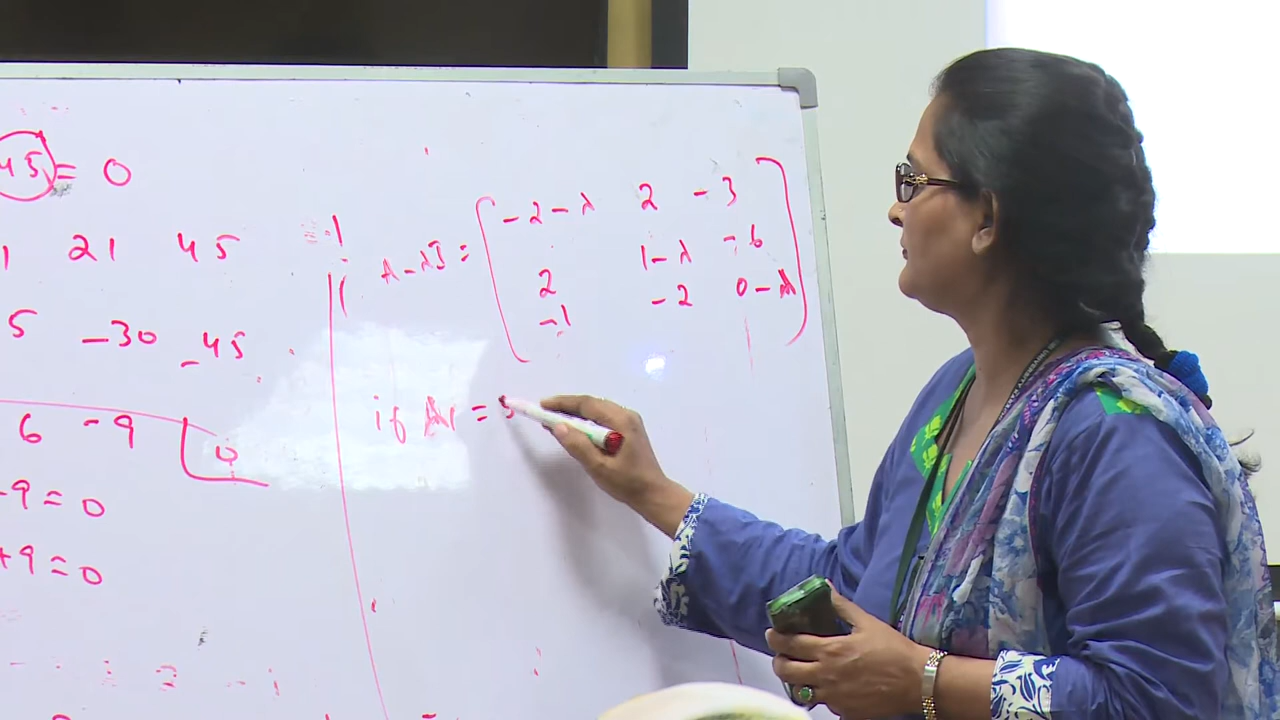 45 = 0
1 21 45
5 -30 -45
6 -9 0
-9 = 0
+9 = 0
A-λI =
-2-λ 2 -3
2 1-λ -6
-1 -2 0-λ
if λ1 = 5